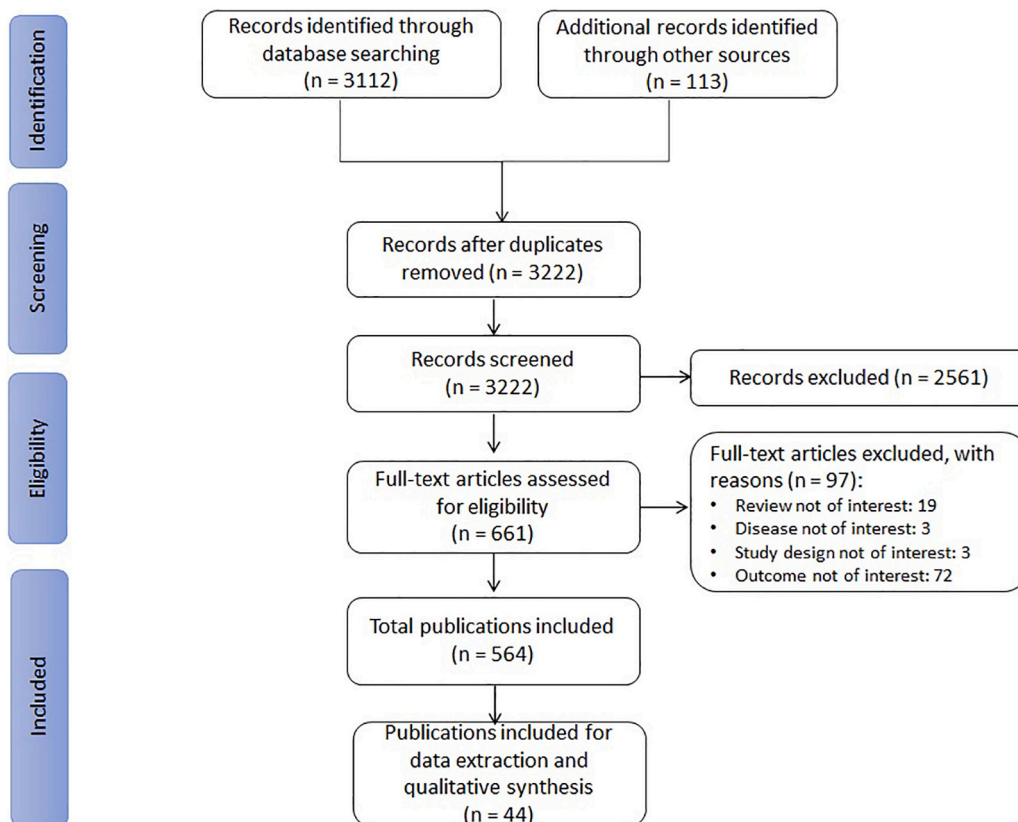 Identification
Records identified through
database searching
(n = 3112)
Additional records identified
through other sources
(n = 113)
Screening
Records after duplicates
removed (n = 3222)
Records screened
(n = 3222)
Records excluded (n = 2561)
Eligibility
Full-text articles assessed
for eligibility
(n = 661)
Full-text articles excluded, with
reasons (n = 97):
• Review not of interest: 19
• Disease not of interest: 3
• Study design not of interest: 3
• Outcome not of interest: 72
Included
Total publications included
(n = 564)
Publications included for
data extraction and
qualitative synthesis
(n = 44)